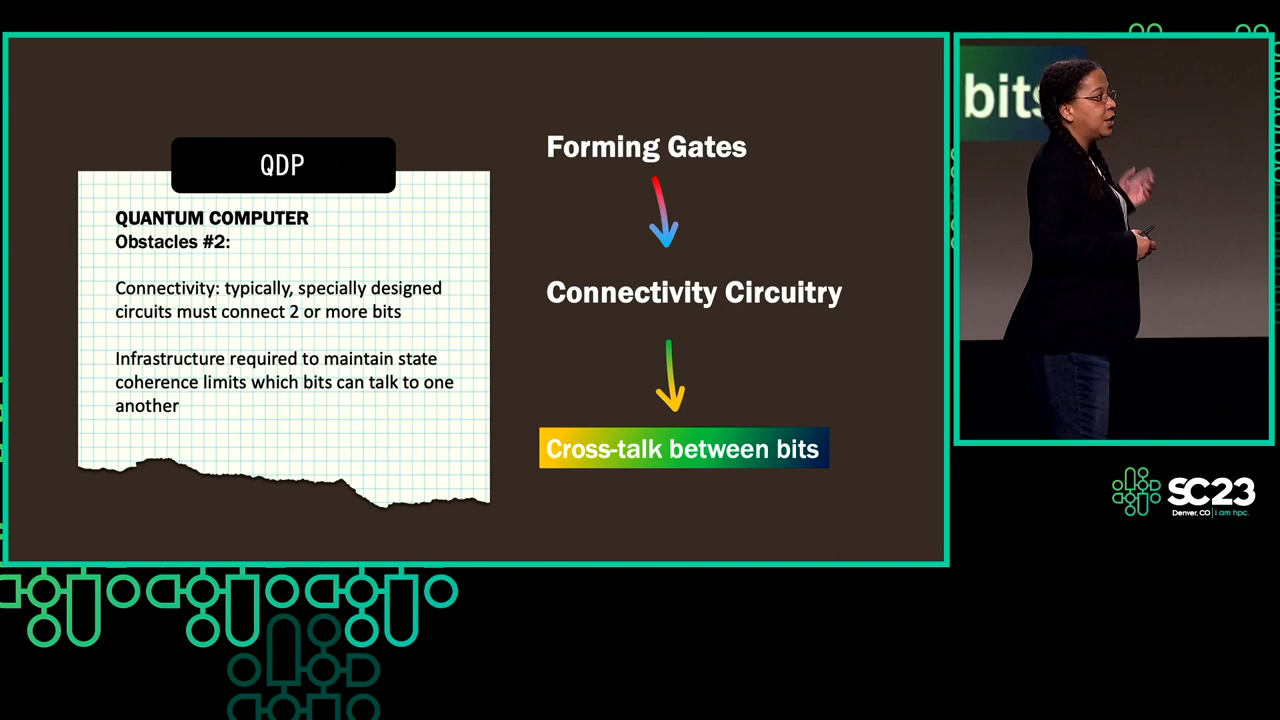 QDP
QUANTUM COMPUTER
Obstacles #2:
Connectivity: typically, specially designed
circuits must connect 2 or more bits
Infrastructure required to maintain state
coherence limits which bits can talk to one
another
Forming Gates
Connectivity Circuitry
Cross-talk between bits
bits
SC23
Denver, CO | i am hpc.